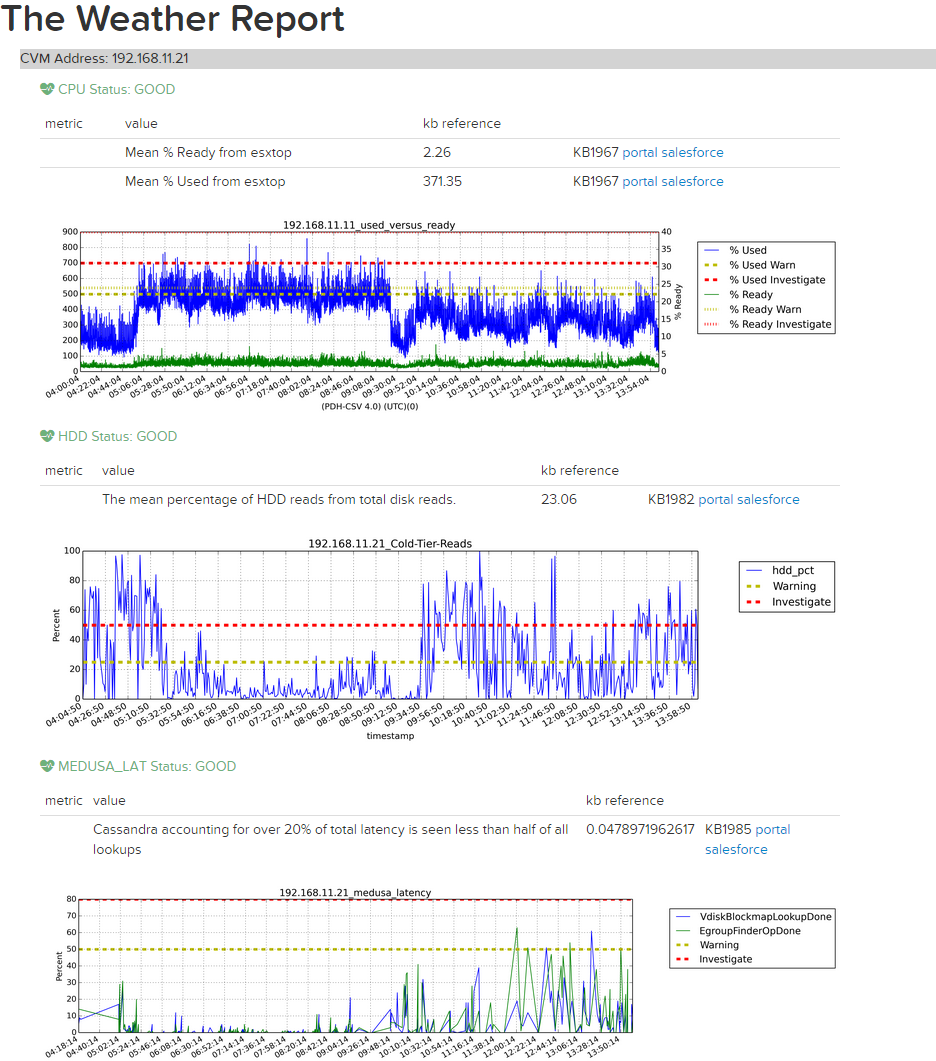 The Weather Report
CVM Address: 192.168.11.21
CPU Status: GOOD
metric value kb reference
Mean % Ready from esxtop 2.26 KB1967 portal salesforce
Mean % Used from esxtop 371.35 KB1967 portal salesforce
192.168.11.11_used_versus_ready
900 800 700 600 500 400 300 200 100 0
40 35 30 25 20 15 10 5 0
% Ready
04:00:04 04:22:04 04:44:04 05:06:04 05:28:04 05:50:04 06:12:04 06:34:04 06:56:04 07:18:04 07:40:04 08:02:04 08:24:04 08:46:04 09:08:04 09:30:04 09:52:04 10:14:04 10:36:04 10:58:04 11:20:04 11:42:04 12:04:04 12:26:04 12:48:04 13:10:04 13:32:04 13:54:04
(PDH-CSV 4.0) (UTC)(0)
% Used
% Used Warn
% Used Investigate
% Ready
% Ready Warn
% Ready Investigate
HDD Status: GOOD
metric value kb reference
The mean percentage of HDD reads from total disk reads. 23.06 KB1982 portal salesforce
192.168.11.21_Cold-Tier-Reads
100 80 60 40 20 0
Percent
04:04:50 04:26:50 04:48:50 05:10:50 05:32:50 05:54:50 06:16:50 06:38:50 07:00:50 07:22:50 07:44:50 08:06:50 08:28:50 08:50:50 09:12:50 09:34:50 09:56:50 10:18:50 10:40:50 11:02:50 11:24:50 11:46:50 12:08:50 12:30:50 12:52:50 13:14:50 13:36:50 13:58:50
timestamp
hdd_pct
Warning
Investigate
MEDUSA_LAT Status: GOOD
metric value kb reference
Cassandra accounting for over 20% of total latency is seen less than half of all 0.0478971962617 KB1985 portal
lookups salesforce
192.168.11.21_medusa_latency
80 70 60 50 40 30 20 10 0
Percent
04:18:14 04:40:14 05:02:14 05:24:14 05:46:14 06:08:14 06:30:14 06:52:14 07:14:14 07:36:14 07:58:14 08:20:14 08:42:14 09:04:14 09:26:14 09:48:14 10:10:14 10:32:14 10:54:14 11:16:14 11:38:14 12:00:14 12:22:14 12:44:14 13:06:14 13:28:14 13:50:14
VdiskBlockmapLookupDone
EgroupFinderOpDone
Warning
Investigate